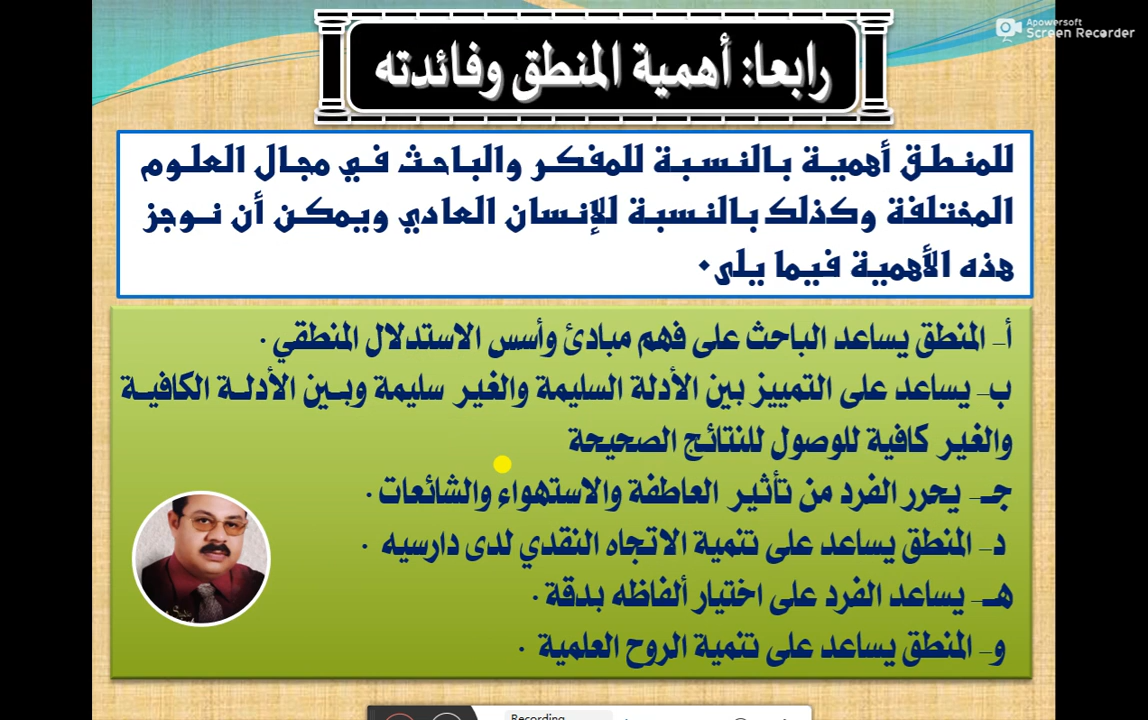 Apowersoft
Screen Recorder
رابعا: أهمية المنطق وفائدته
للمنطق أهمية بالنسبة للمفكر والباحث في مجال العلوم
المختلفة وكذلك بالنسبة للإنسان العادي ويمكن أن نوجز
هذه الأهمية فيما يلى٠
أ- المنطق يساعد الباحث على فهم مبادئ وأسس الاستدلال المنطقي .
ب- يساعد على التمييز بين الأدلة السليمة والغير سليمة وبين الأدلة الكافية
والغير كافية للوصول للنتائج الصحيحة
جـ- يحرر الفرد من تأثير العاطفة والاستهواء والشائعات .
د- المنطق يساعد على تنمية الاتجاه النقدي لدى دارسيه .
هـ- يساعد الفرد على اختيار ألفاظه بدقة .
و- المنطق يساعد على تنمية الروح العلمية .
Recording